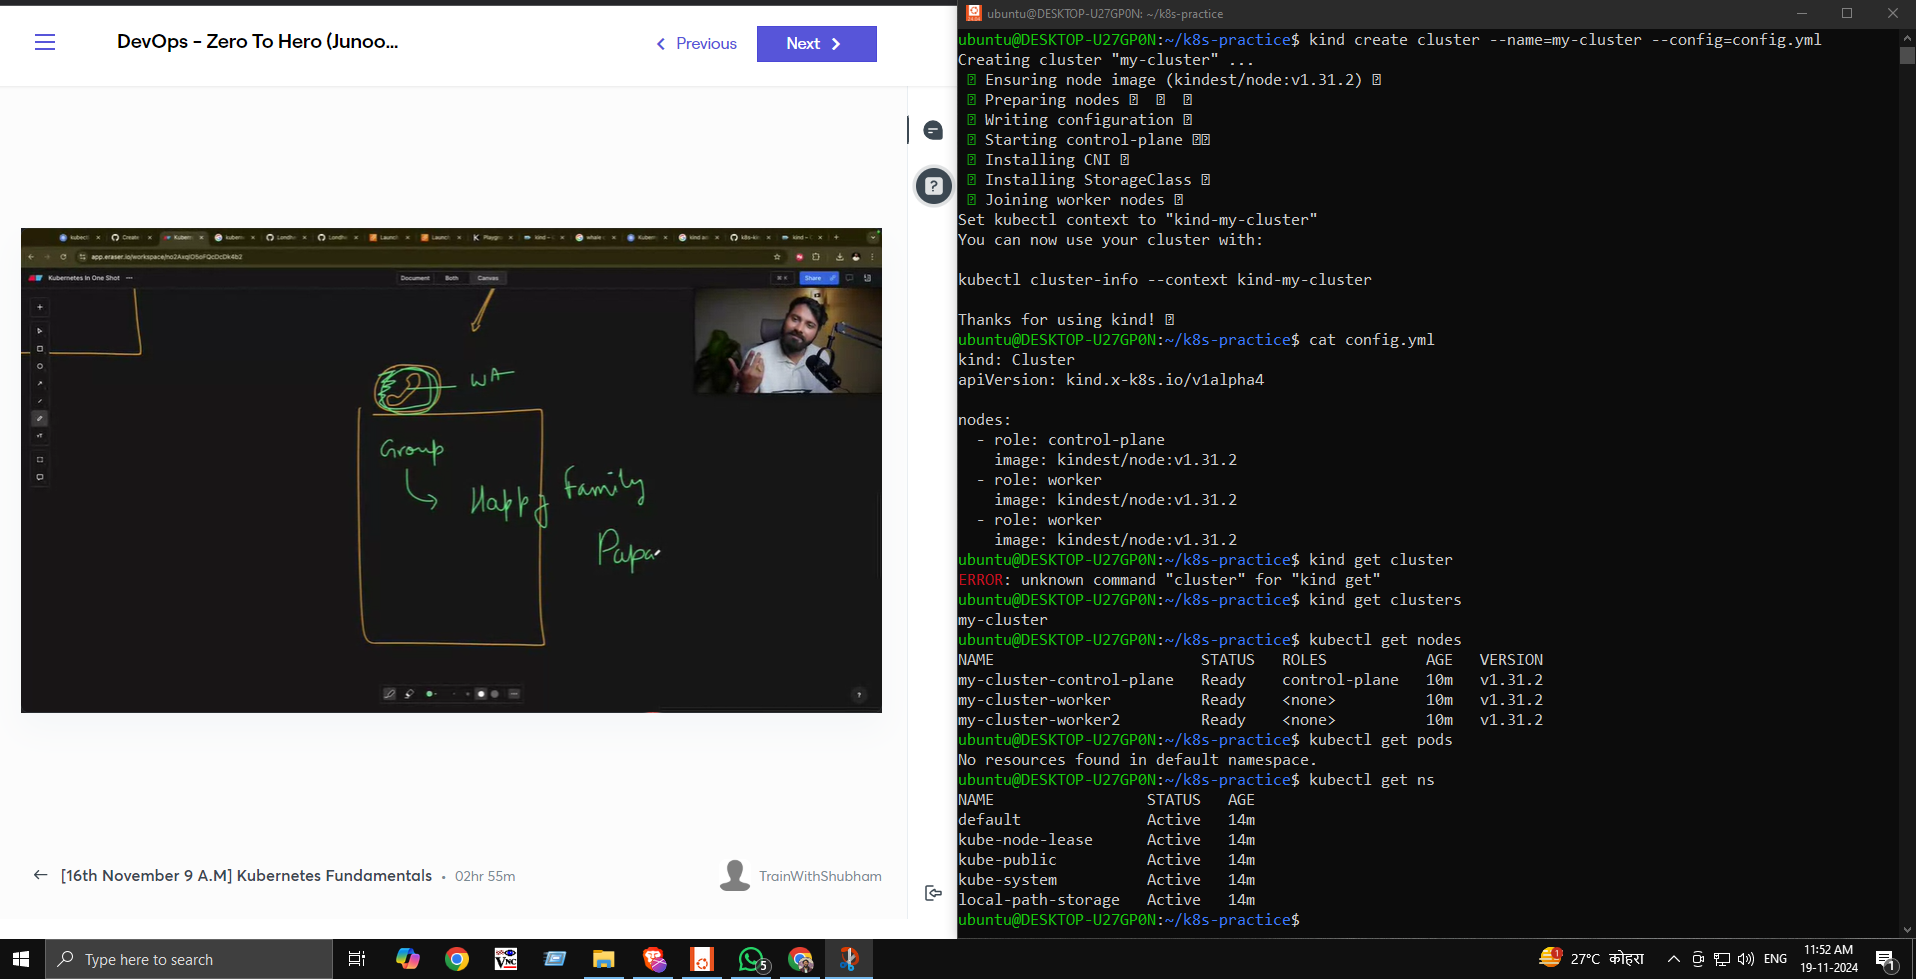 DevOps - Zero To Hero (Junoo...
Previous
Next
Kubernetes In One Shot
Document
Both
Canvas
Share
WA
Group
Happy Family
Papa
[16th November 9 A.M] Kubernetes Fundamentals • 02hr 55m
TrainWithShubham
ubuntu@DESKTOP-U27GP0N: ~/k8s-practice
ubuntu@DESKTOP-U27GP0N:~/k8s-practice$ kind create cluster --name=my-cluster --config=config.yml
Creating cluster "my-cluster" ...
Ensuring node image (kindest/node:v1.31.2)
Preparing nodes
Writing configuration
Starting control-plane
Installing CNI
Installing StorageClass
Joining worker nodes
Set kubectl context to "kind-my-cluster"
You can now use your cluster with:
kubectl cluster-info --context kind-my-cluster
Thanks for using kind!
ubuntu@DESKTOP-U27GP0N:~/k8s-practice$ cat config.yml
kind: Cluster
apiVersion: kind.x-k8s.io/v1alpha4
nodes:
- role: control-plane
image: kindest/node:v1.31.2
- role: worker
image: kindest/node:v1.31.2
- role: worker
image: kindest/node:v1.31.2
ubuntu@DESKTOP-U27GP0N:~/k8s-practice$ kind get cluster
ERROR: unknown command "cluster" for "kind get"
ubuntu@DESKTOP-U27GP0N:~/k8s-practice$ kind get clusters
my-cluster
ubuntu@DESKTOP-U27GP0N:~/k8s-practice$ kubectl get nodes
NAME STATUS ROLES AGE VERSION
my-cluster-control-plane Ready control-plane 10m v1.31.2
my-cluster-worker Ready <none> 10m v1.31.2
my-cluster-worker2 Ready <none> 10m v1.31.2
ubuntu@DESKTOP-U27GP0N:~/k8s-practice$ kubectl get pods
No resources found in default namespace.
ubuntu@DESKTOP-U27GP0N:~/k8s-practice$ kubectl get ns
NAME STATUS AGE
default Active 14m
kube-node-lease Active 14m
kube-public Active 14m
kube-system Active 14m
local-path-storage Active 14m
ubuntu@DESKTOP-U27GP0N:~/k8s-practice$
Type here to search
VNC
5
1
27°C कोहरा
ENG
11:52 AM
19-11-2024
1